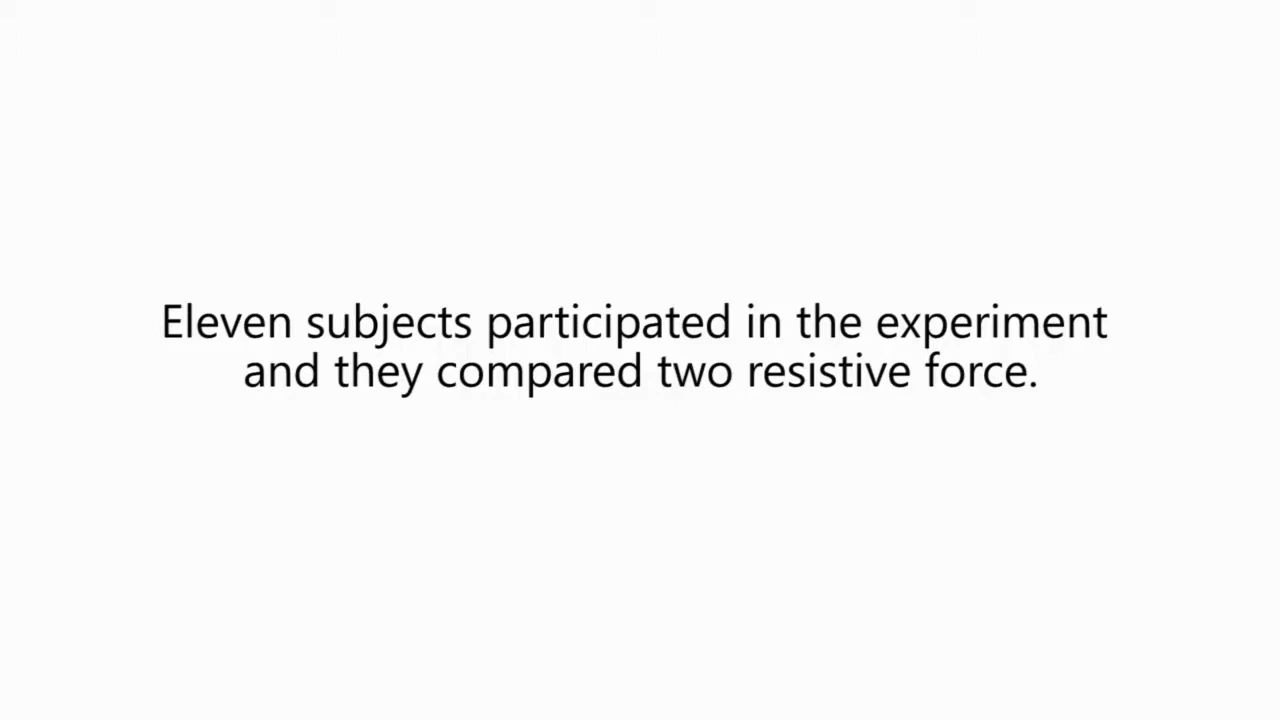 Eleven subjects participated in the experiment
and they compared two resistive force.